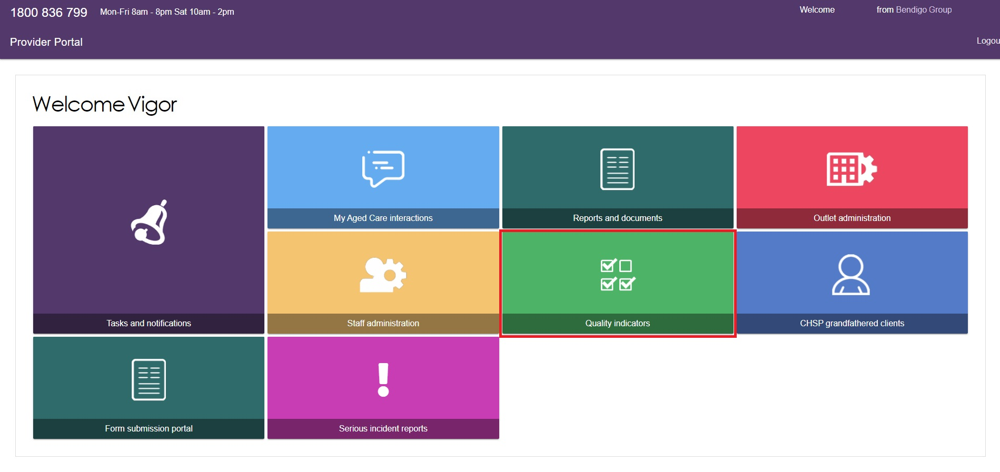 1800 836 799 Mon-Fri 8am - 8pm Sat 10am - 2pm
Welcome from Bendigo Group
Provider Portal
Logou
Welcome Vigor
My Aged Care interactions
Reports and documents
Outlet administration
Tasks and notifications
Staff administration
Quality indicators
CHSP grandfathered clients
Form submission portal
Serious incident reports